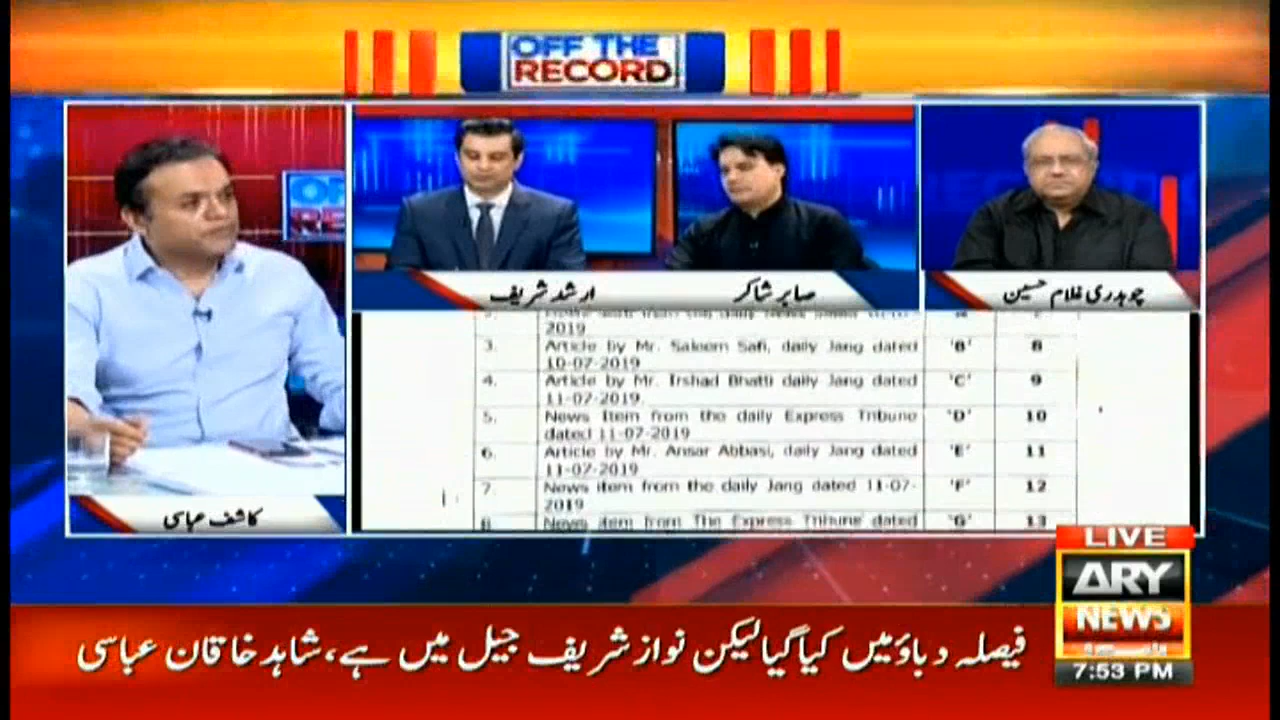 OFF THE
RECORD
ارشد شریف
صابر شاکر
چوہدری غلام حسین
کاشف عباسی
2019
3. Article by Mr. Saleem Safi, daily Jang dated 'B' 8
10-07-2019
4. Article by Mr. Irshad Bhatti daily Jang dated 'C' 9
11-07-2019.
5. News Item from the daily Express Tribune 'D' 10
dated 11-07-2019
6. Article by Mr. Ansar Abbasi, daily Jang dated 'E' 11
11-07-2019
7. News item from the daily Jang dated 11-07- 'F' 12
2019
8. News item from The Express Tribune dated 'G' 13
LIVE
ARY
NEWS
7:53 PM
فیصلہ دباؤ میں کیا گیا لیکن نواز شریف جیل میں ہے، شاہد خاقان عباسی